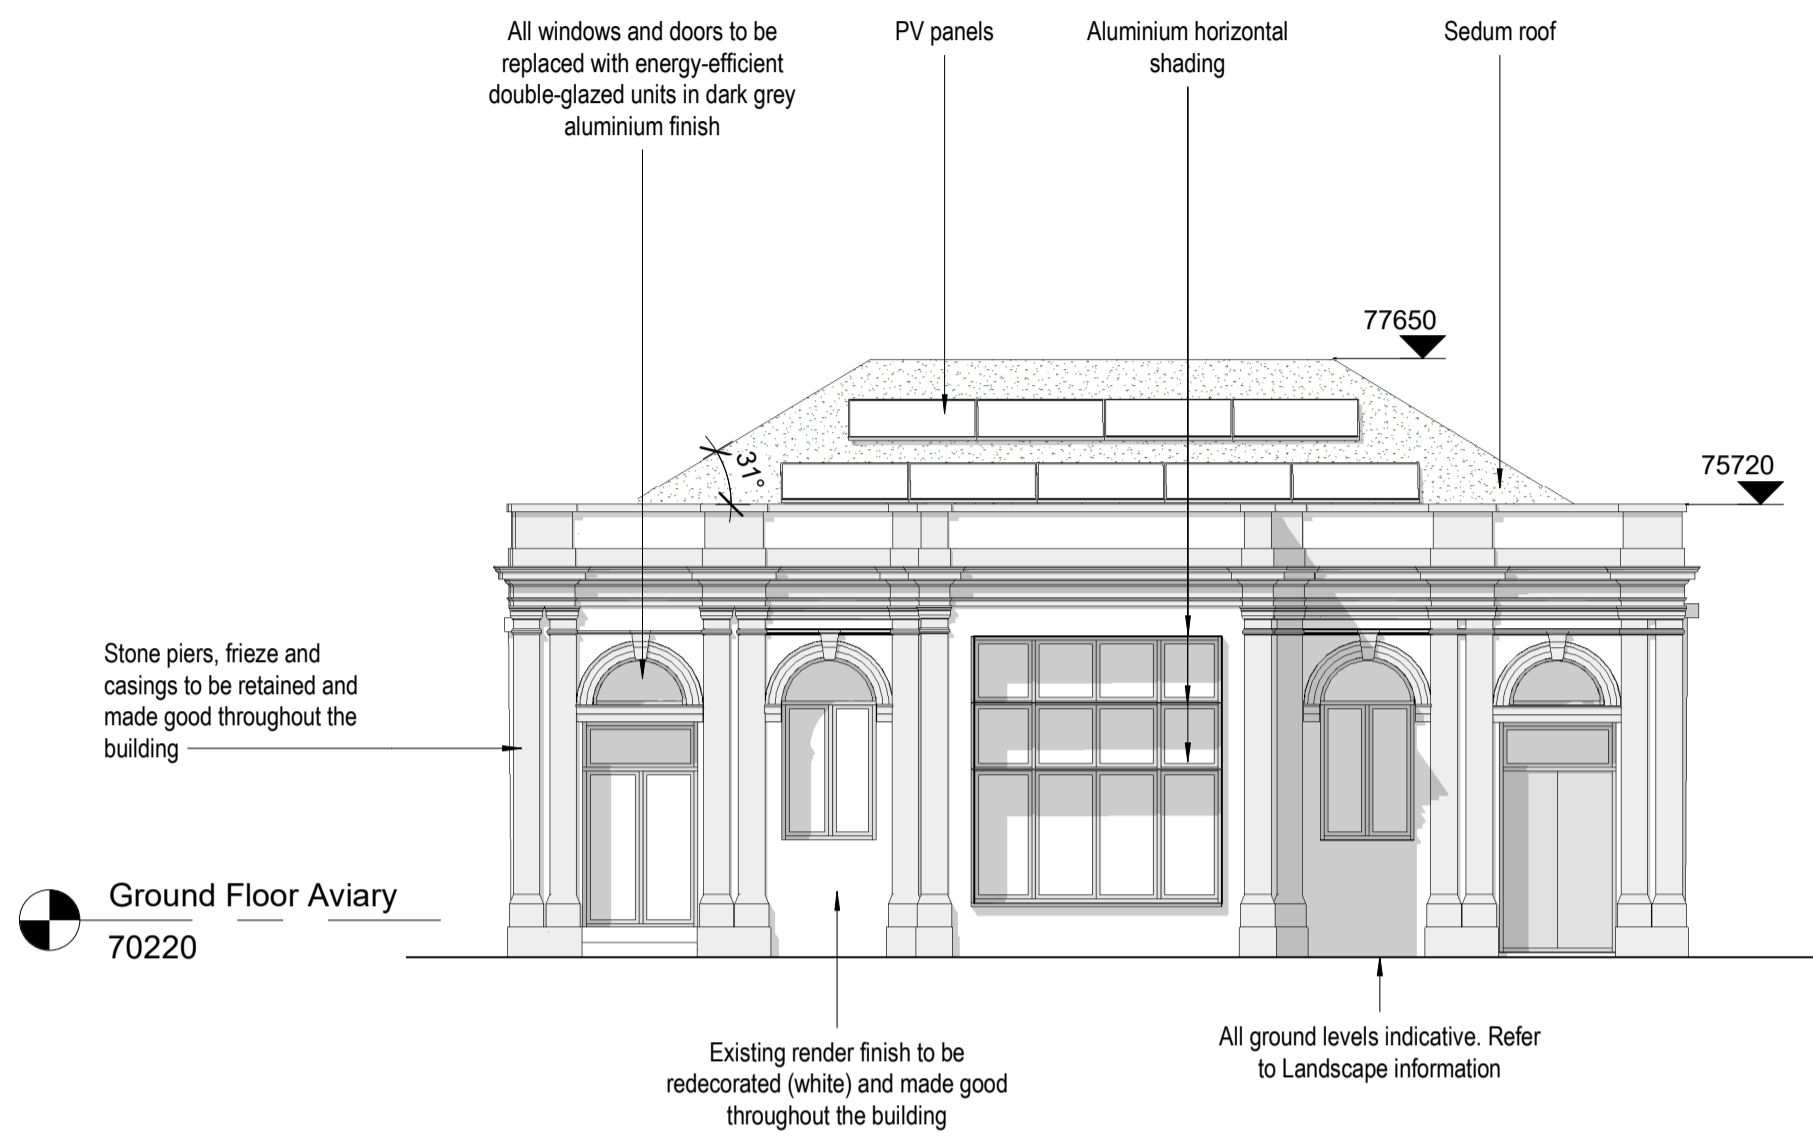 All windows and doors to be
replaced with energy-efficient
double-glazed units in dark grey
aluminium finish
PV panels
Aluminium horizontal
shading
Sedum roof
77650
31°
75720
Stone piers, frieze and
casings to be retained and
made good throughout the
building
Ground Floor Aviary
70220
Existing render finish to be
redecorated (white) and made good
throughout the building
All ground levels indicative. Refer
to Landscape information